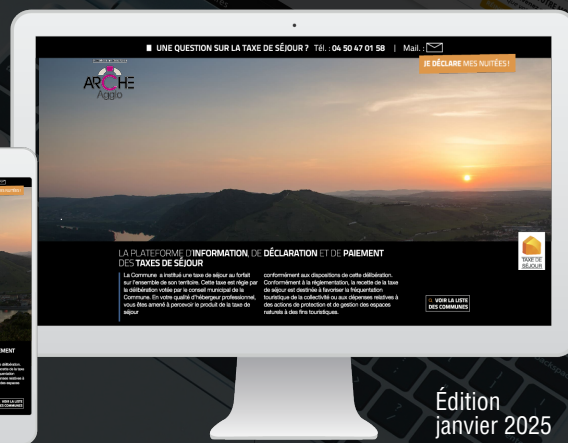 UNE QUESTION SUR LA TAXE DE SÉJOUR ? Tél. : 04 50 47 01 58 | Mail. :
JE DÉCLARE MES NUITÉES !
ARCHE
Agglo
LA PLATEFORME D'INFORMATION, DE DÉCLARATION ET DE PAIEMENT
DES TAXES DE SÉJOUR
La Commune a institué une taxe de séjour au forfait
sur l'ensemble de son territoire. Cette taxe est régie par
la délibération votée par le conseil municipal de la
Commune. En votre qualité d'hébergeur professionnel,
vous êtes amené à percevoir le produit de la taxe de
séjour
conformément aux dispositions de cette délibération.
Conformément à la réglementation, la recette de la taxe
de séjour est destinée à favoriser la fréquentation
touristique de la collectivité ou aux dépenses relatives à
des actions de protection et de gestion des espaces
naturels à des fins touristiques.
TAXE DE
SÉJOUR
VOIR LA LISTE
DES COMMUNES
Édition
janvier 2025